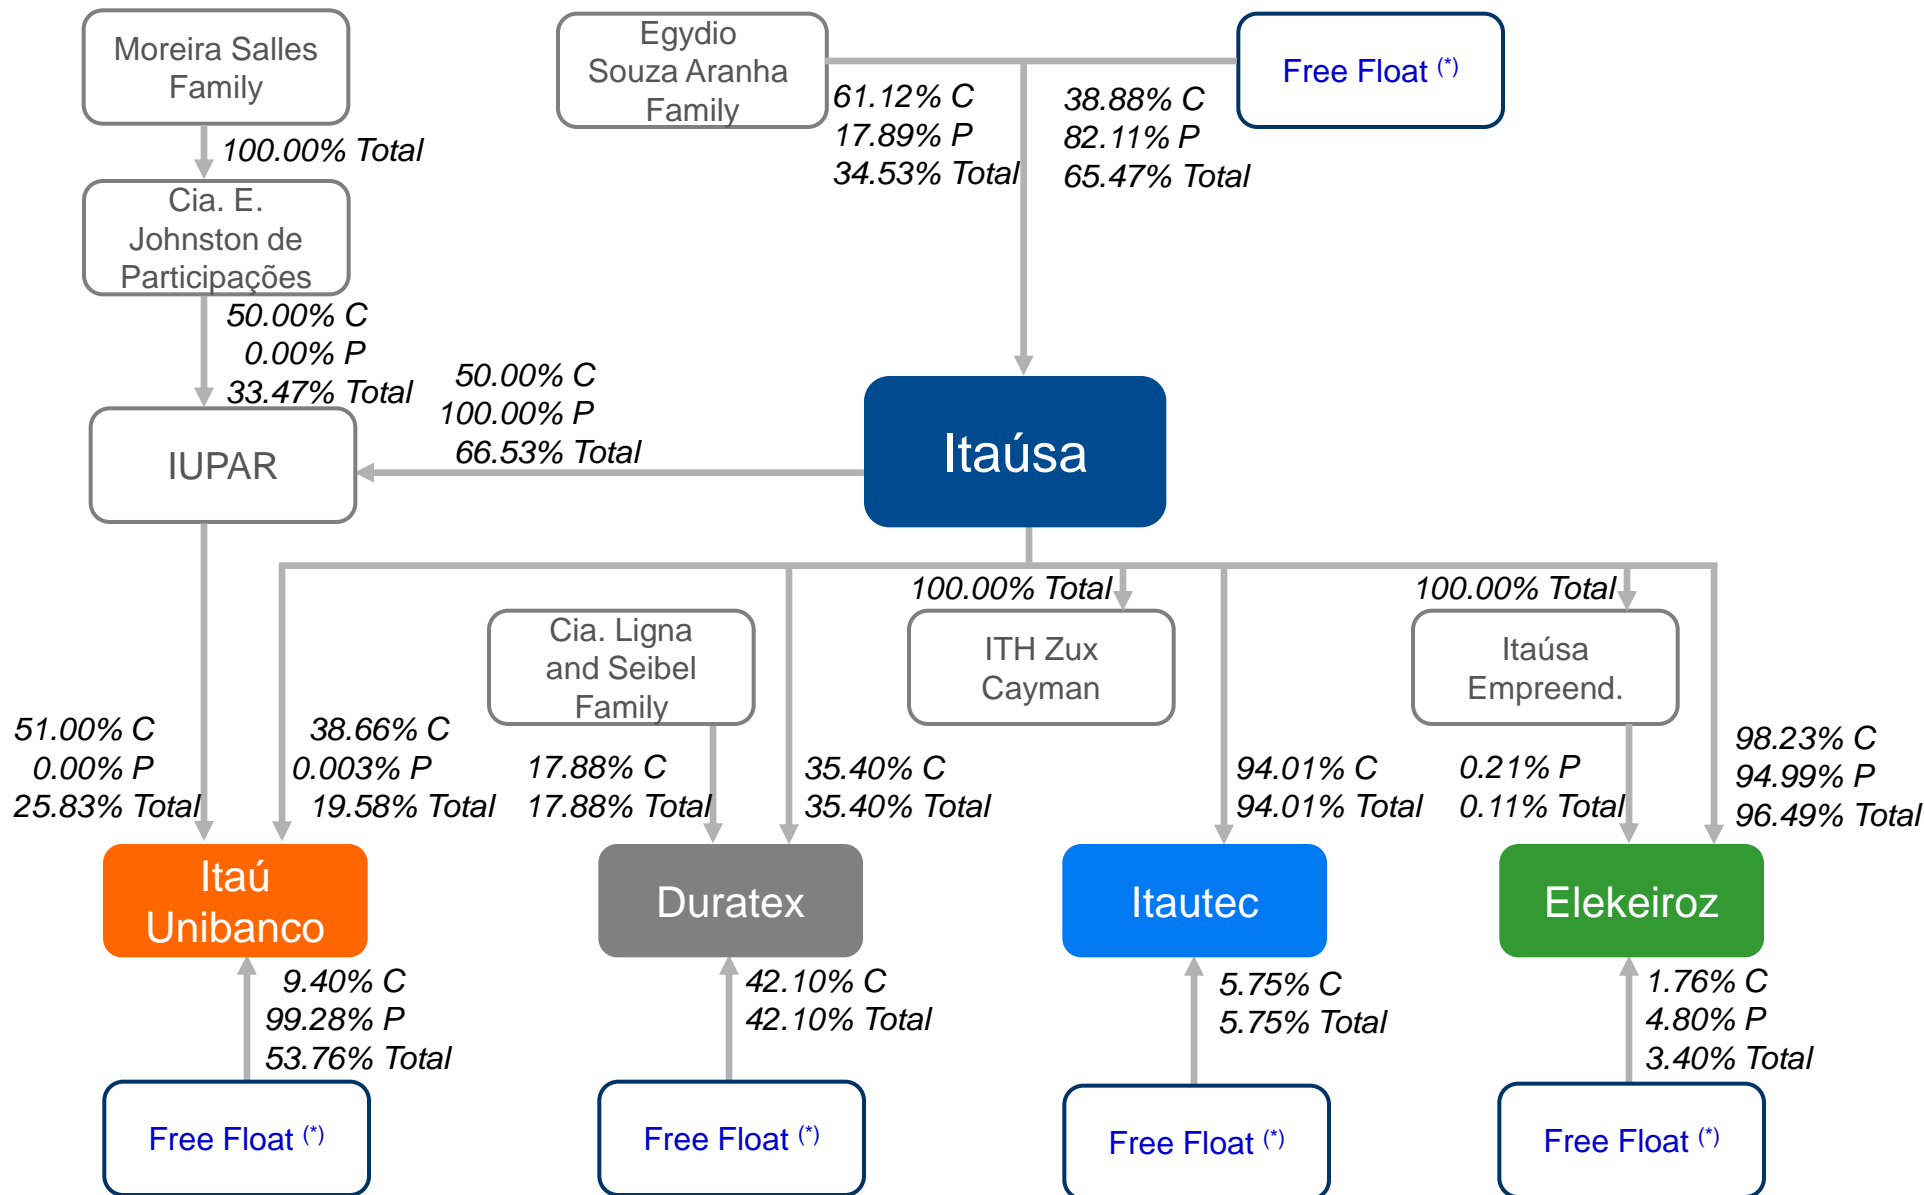 Moreira Salles
Family
Egydio
Souza Aranha
Family
Free Float (*)
61.12% C
17.89% P
34.53% Total
38.88% C
82.11% P
65.47% Total
100.00% Total
Cia. E.
Johnston de
Participações
50.00% C
0.00% P
33.47% Total
50.00% C
100.00% P
66.53% Total
IUPAR
Itaúsa
100.00% Total
100.00% Total
Cia. Ligna
and Seibel
Family
ITH Zux
Cayman
Itaúsa
Empreend.
51.00% C
0.00% P
25.83% Total
38.66% C
0.003% P
19.58% Total
17.88% C
17.88% Total
35.40% C
35.40% Total
94.01% C
94.01% Total
0.21% P
0.11% Total
98.23% C
94.99% P
96.49% Total
Itaú
Unibanco
Duratex
Itautec
Elekeiroz
9.40% C
99.28% P
53.76% Total
42.10% C
42.10% Total
5.75% C
5.75% Total
1.76% C
4.80% P
3.40% Total
Free Float (*)
Free Float (*)
Free Float (*)
Free Float (*)